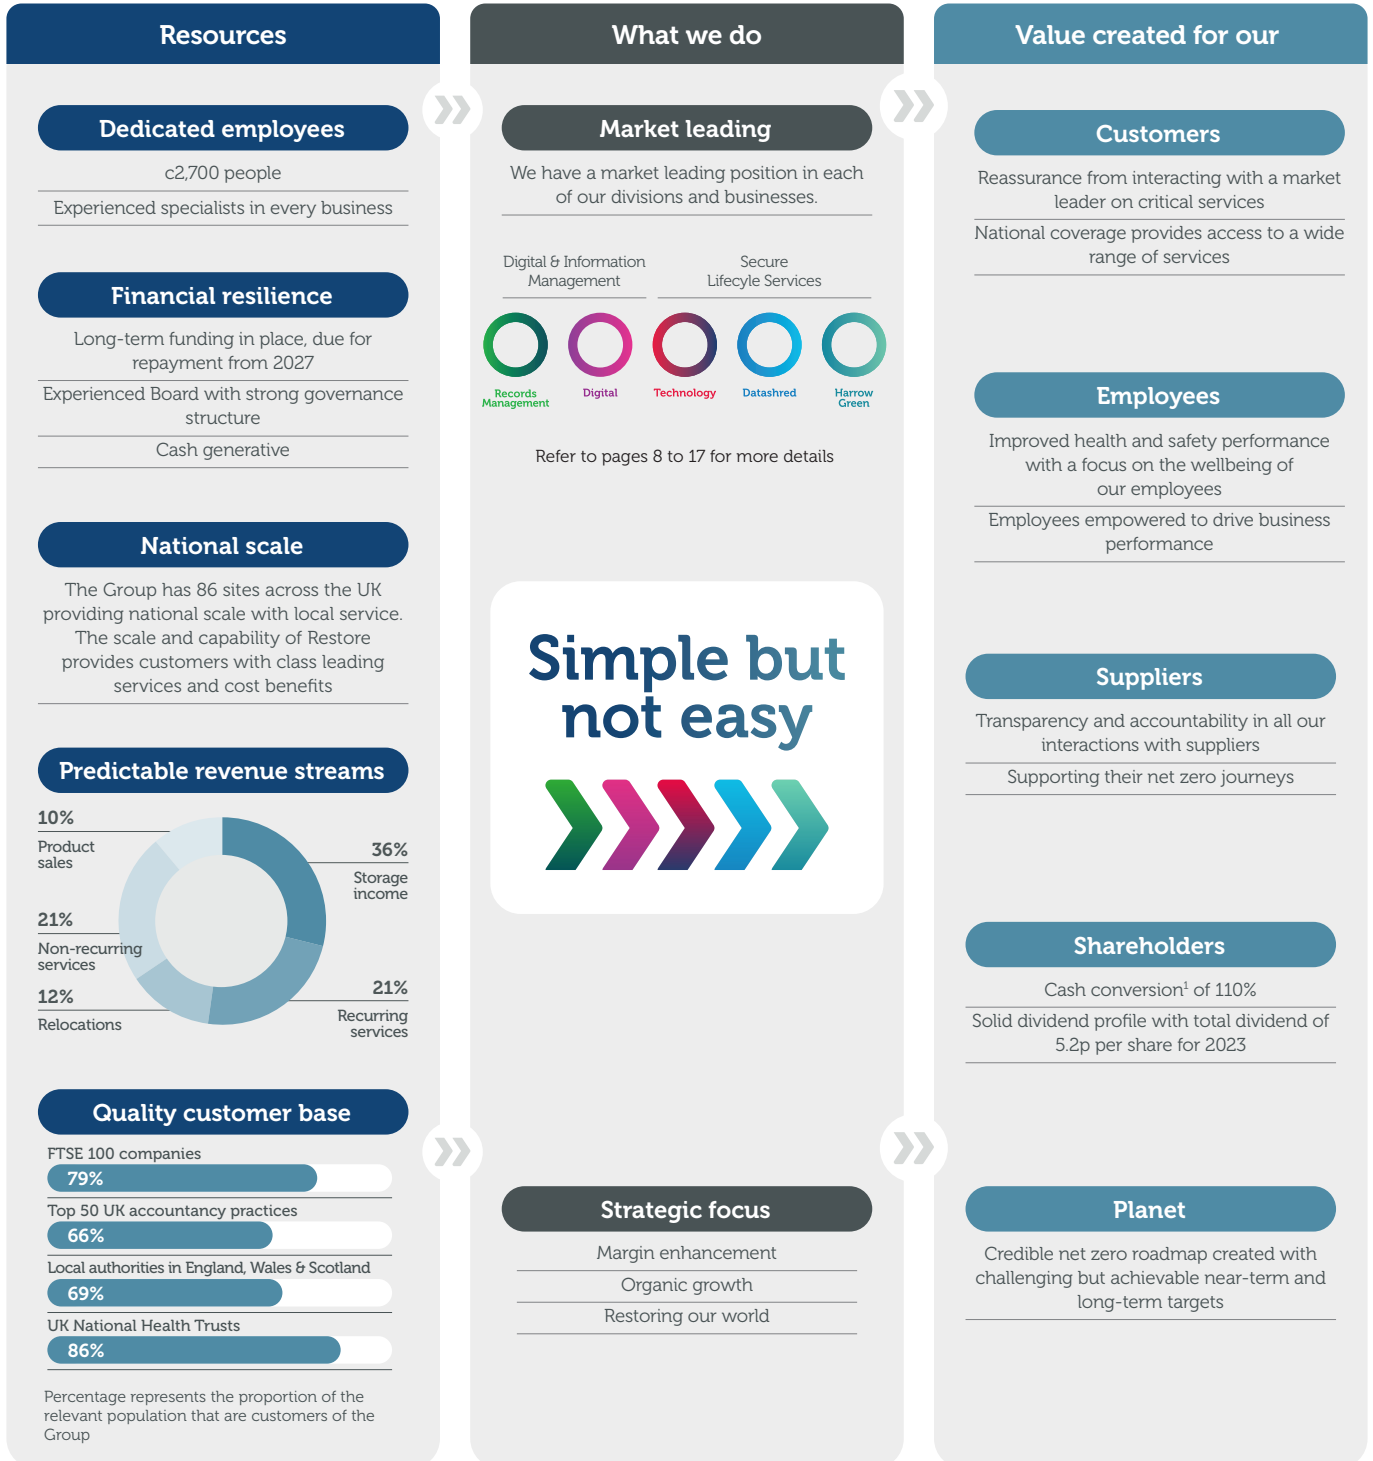 Resources
Dedicated employees
c2,700 people
Experienced specialists in every business
Financial resilience
Long-term funding in place, due for
repayment from 2027
Experienced Board with strong governance
structure
Cash generative
National scale
The Group has 86 sites across the UK
providing national scale with local service.
The scale and capability of Restore
provides customers with class leading
services and cost benefits
Predictable revenue streams
10%
Product
sales
36%
Storage
income
21%
Non-recurring
services
12%
Relocations
21%
Recurring
services
Quality customer base
FTSE 100 companies
79%
Top 50 UK accountancy practices
66%
Local authorities in England, Wales & Scotland
69%
UK National Health Trusts
86%
Percentage represents the proportion of the
relevant population that are customers of the
Group
What we do
Market leading
We have a market leading position in each
of our divisions and businesses.
Digital & Information
Management
Secure
Lifecyle Services
Records
Management
Digital
Technology
Datashred
Harrow
Green
Refer to pages 8 to 17 for more details
Simple but
not easy
Strategic focus
Margin enhancement
Organic growth
Restoring our world
Value created for our
Customers
Reassurance from interacting with a market
leader on critical services
National coverage provides access to a wide
range of services
Employees
Improved health and safety performance
with a focus on the wellbeing of
our employees
Employees empowered to drive business
performance
Suppliers
Transparency and accountability in all our
interactions with suppliers
Supporting their net zero journeys
Shareholders
Cash conversion¹ of 110%
Solid dividend profile with total dividend of
5.2p per share for 2023
Planet
Credible net zero roadmap created with
challenging but achievable near-term and
long-term targets